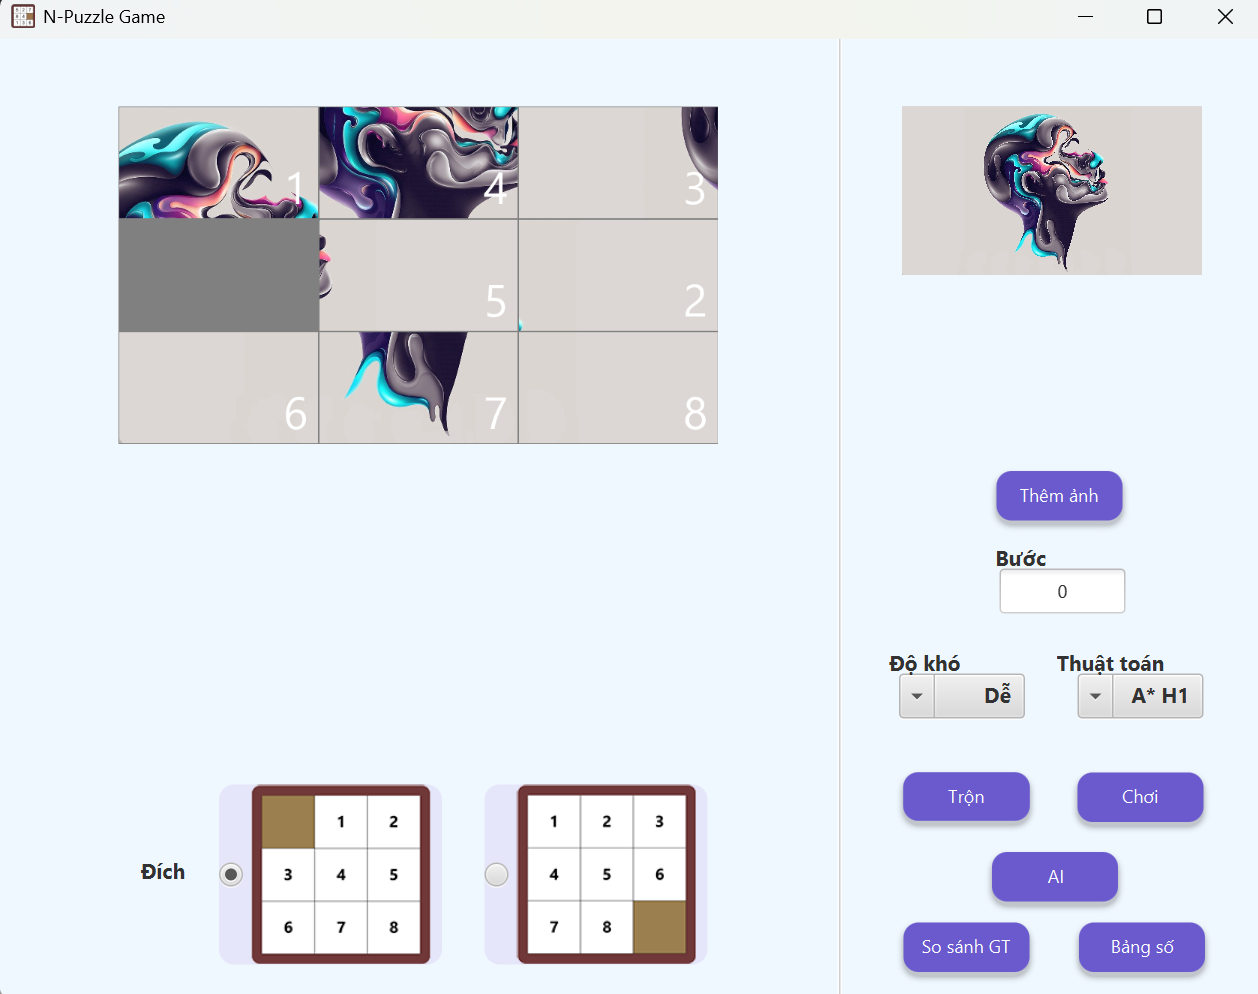 N-Puzzle Game
1 4 3
5 2
6 7 8
Thêm ảnh
Bước
0
Độ khó Thuật toán
Dễ A* H1
Trộn Chơi
AI
So sánh GT Bảng số
Đích
1 2
3 4 5
6 7 8
1 2 3
4 5 6
7 8